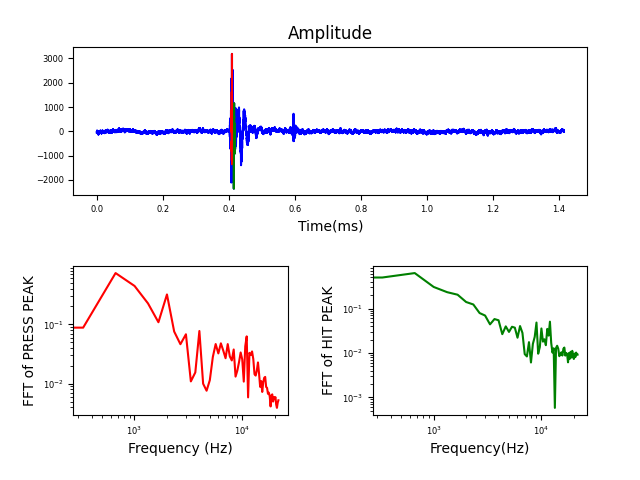 Amplitude
3000
2000
1000
0
−1000
−2000
0.0 0.2 0.4 0.6 0.8 1.0 1.2 1.4
Time(ms)
FFT of PRESS PEAK
10⁻¹
10⁻²
10³ 10⁴
Frequency (Hz)
FFT of HIT PEAK
10⁻¹
10⁻²
10⁻³
10³ 10⁴
Frequency(Hz)